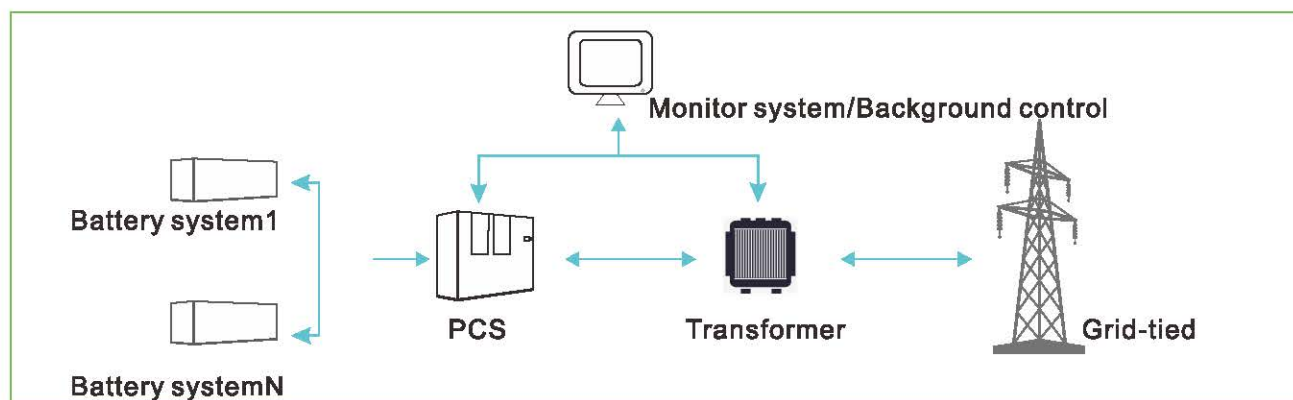 Monitor system/Background control
Battery system1
PCS
Transformer
Grid-tied
Battery systemN